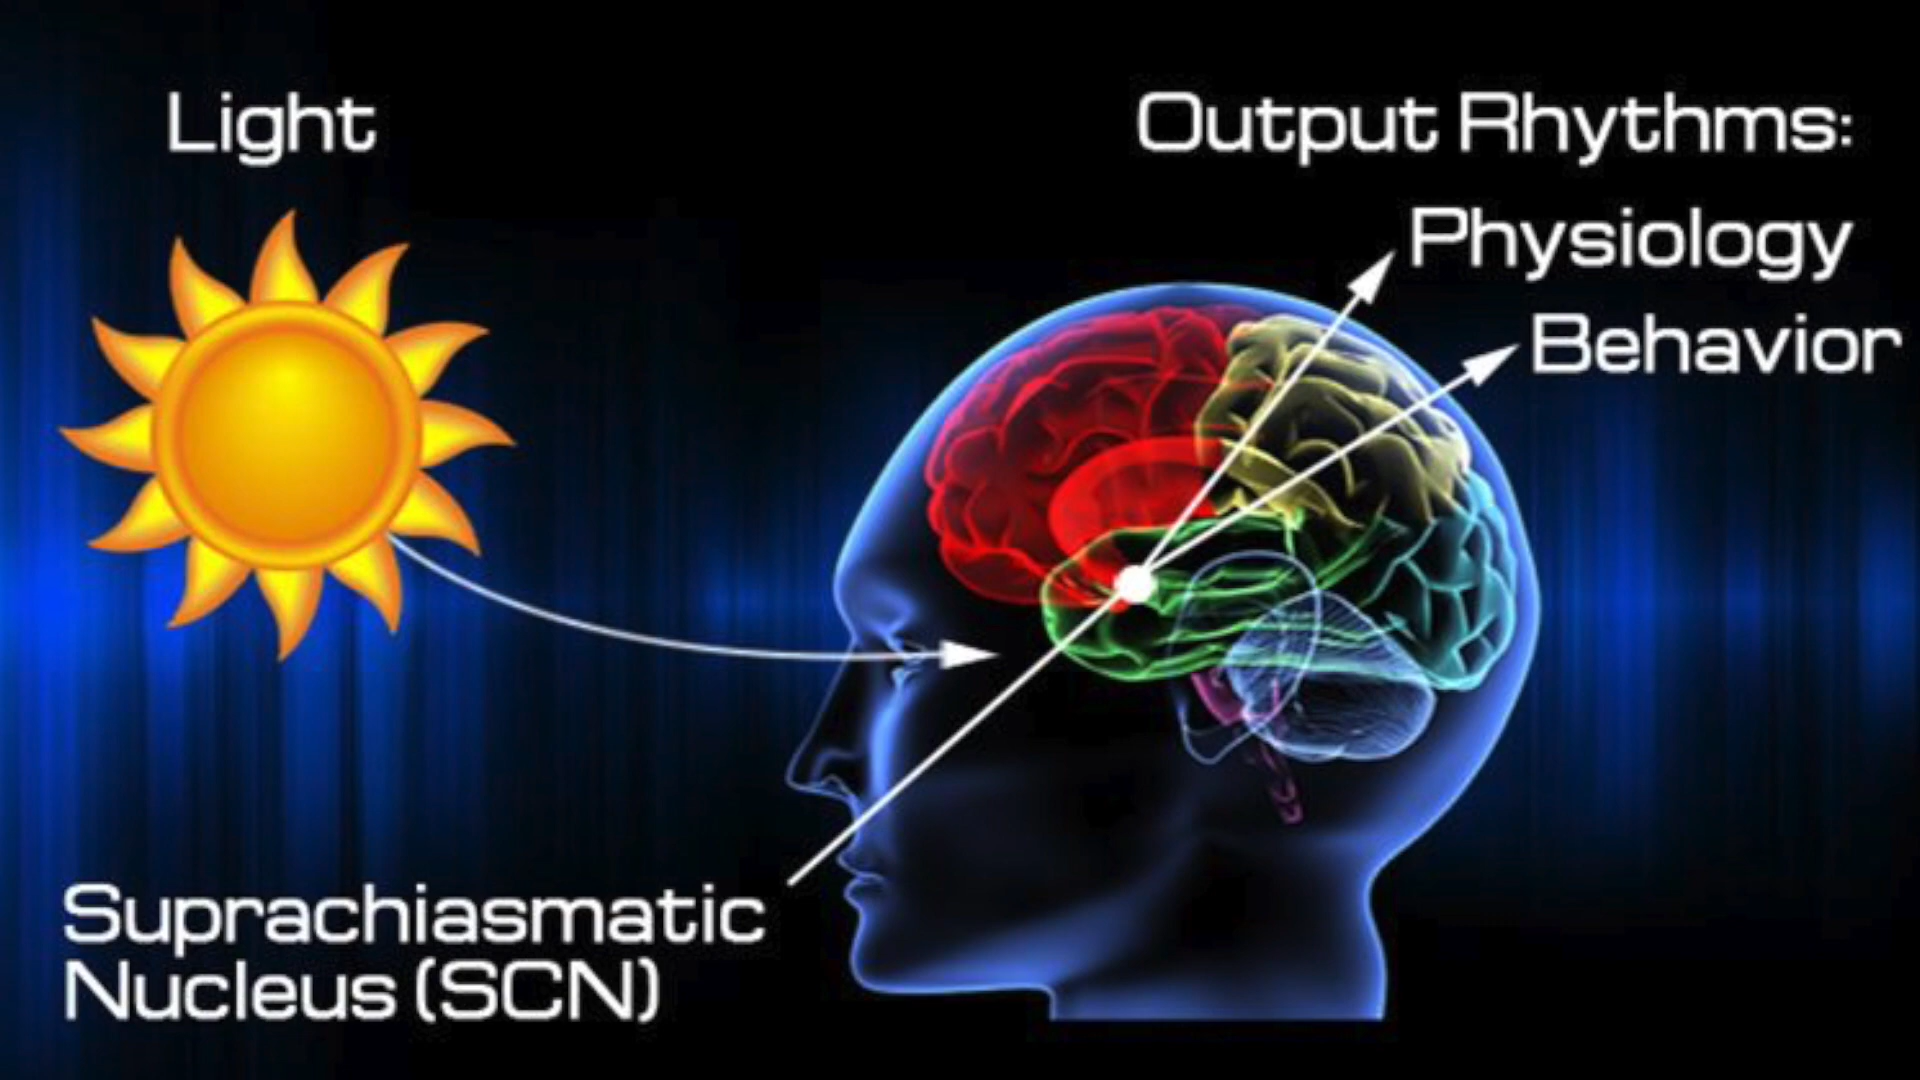 Light
Output Rhythms:
Physiology
Behavior
Suprachiasmatic
Nucleus (SCN)